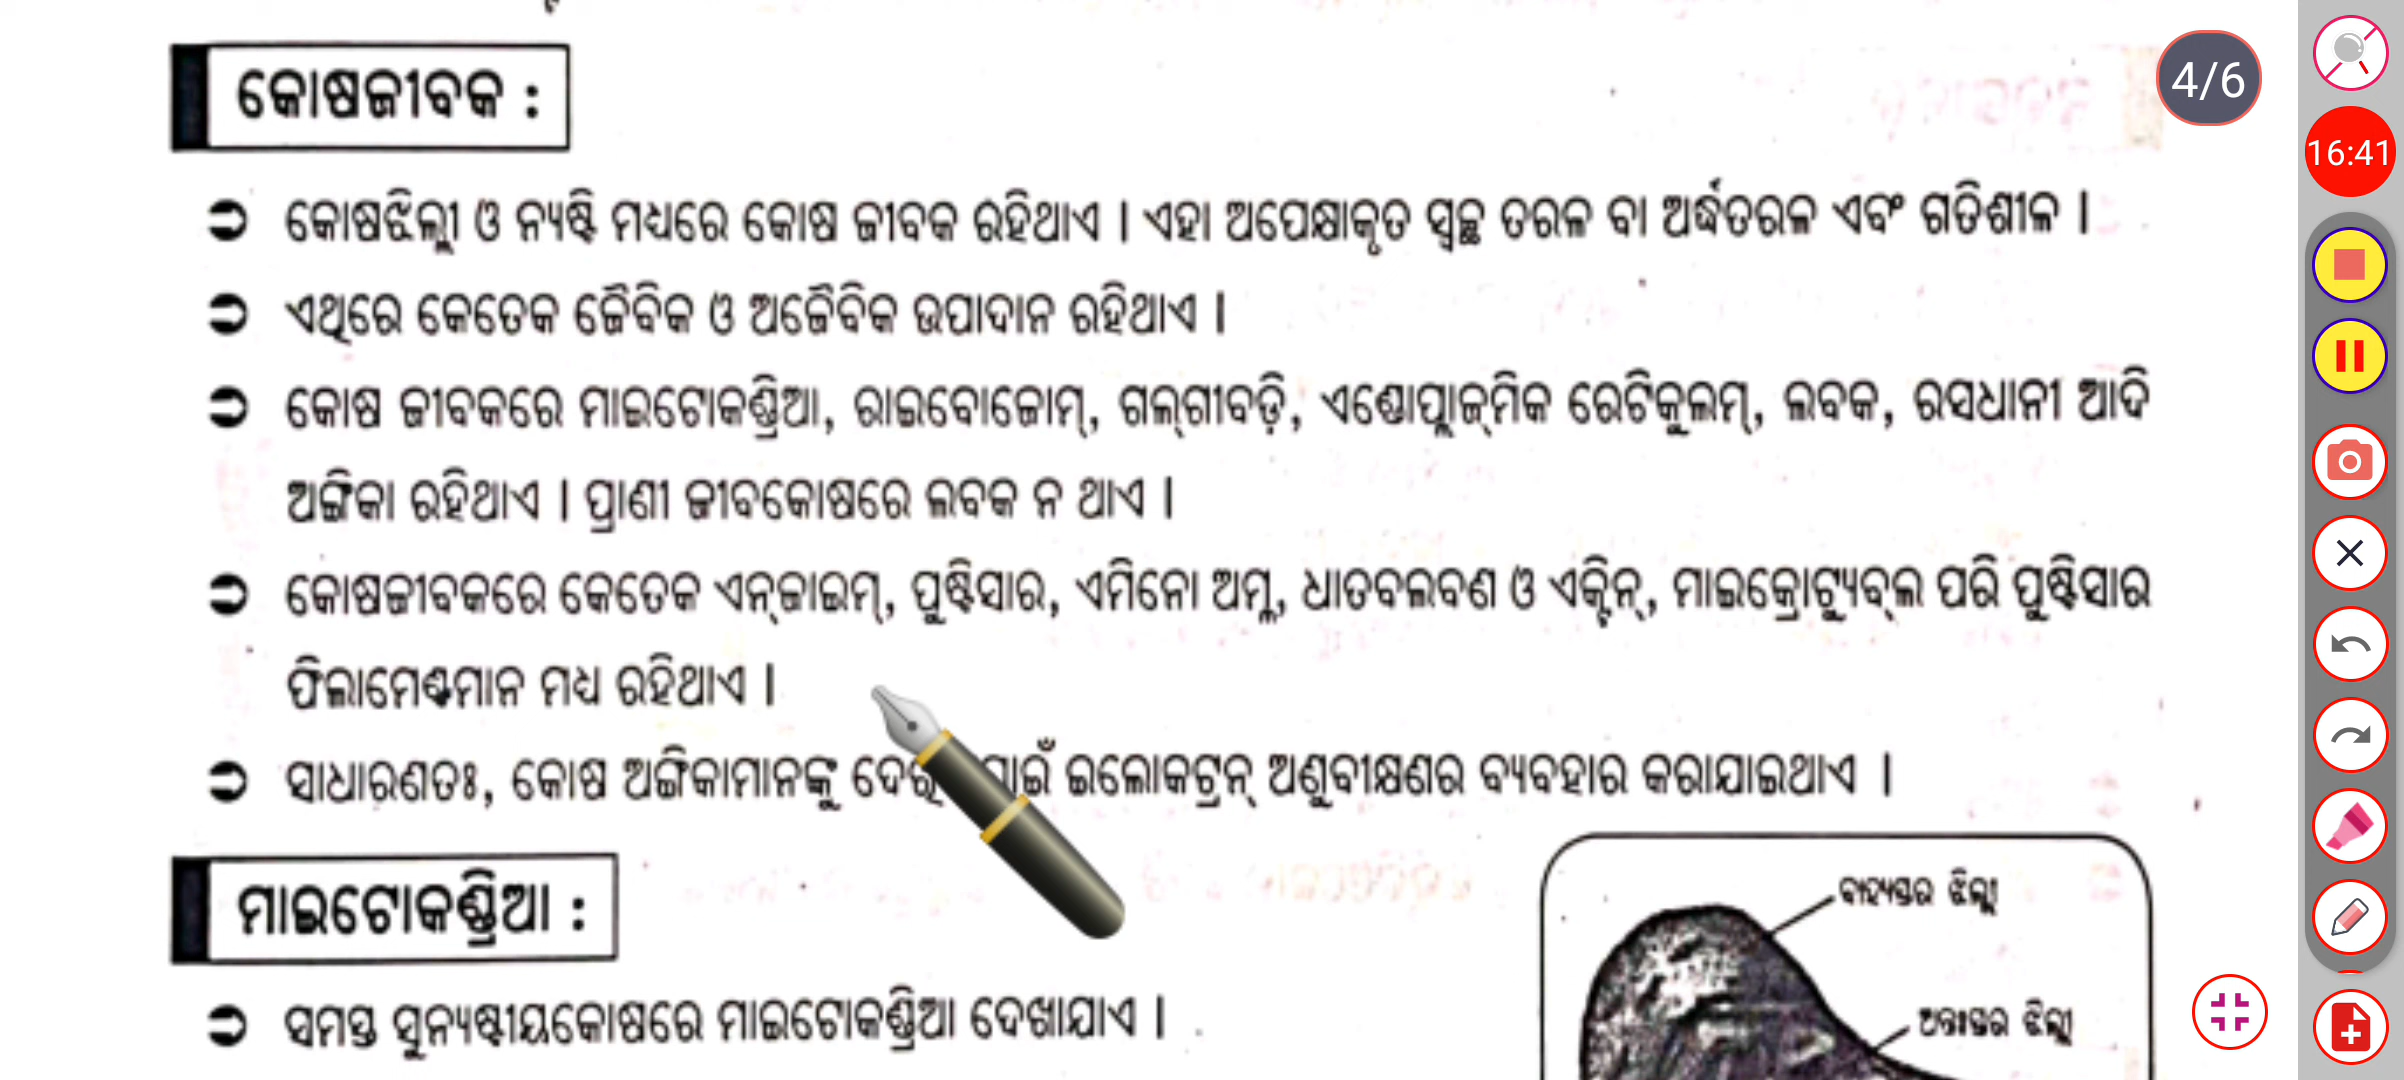 କୋଷଜୀବକ :
4/6
16:41
➲ କୋଷଝିଲ୍ଲୀ ଓ ନ୍ୟଷ୍ଟି ମଧ୍ୟରେ କୋଷ ଜୀବକ ରହିଥାଏ । ଏହା ଅପେକ୍ଷାକୃତ ସ୍ୱଚ୍ଛ ତରଳ ବା ଅର୍ଦ୍ଧତରଳ ଏବଂ ଗତିଶୀଳ ।
➲ ଏଥିରେ କେତେକ ଜୈବିକ ଓ ଅଜୈବିକ ଉପାଦାନ ରହିଥାଏ ।
➲ କୋଷ ଜୀବକରେ ମାଇଟୋକଣ୍ଡ୍ରିଆ, ରାଇବୋଜୋମ୍, ଗଲ୍‌ଗୀବଡ଼ି, ଏଣ୍ଡୋପ୍ଲାଜ୍‌ମିକ ରେଟିକୁଲମ୍, ଲବକ, ରସଧାନୀ ଆଦି
ଅଙ୍ଗିକା ରହିଥାଏ । ପ୍ରାଣୀ ଜୀବକୋଷରେ ଲବକ ନ ଥାଏ ।
➲ କୋଷଜୀବକରେ କେତେକ ଏନ୍‌ଜାଇମ୍, ପୁଷ୍ଟିସାର, ଏମିନୋ ଅମ୍ଳ, ଧାତବଲବଣ ଓ ଏକ୍ଟିନ୍, ମାଇକ୍ରୋଟ୍ୟୁବ୍‌ଲ ପରି ପୁଷ୍ଟିସାର
ଫିଲାମେଣ୍ଟମାନ ମଧ୍ୟ ରହିଥାଏ ।
➲ ସାଧାରଣତଃ, କୋଷ ଅଙ୍ଗିକାମାନଙ୍କୁ ଇଲୋକଟ୍ରନ୍ ଅଣୁବୀକ୍ଷଣର ବ୍ୟବହାର କରାଯାଇଥାଏ ।
ମାଇଟୋକଣ୍ଡ୍ରିଆ :
ବାହ୍ୟସ୍ତର ଝିଲ୍ଲୀ
➲ ସମସ୍ତ ସୁନ୍ୟଷ୍ଟୀୟକୋଷରେ ମାଇଟୋକଣ୍ଡ୍ରିଆ ଦେଖାଯାଏ ।
ଅନ୍ତଃସ୍ତର ଝିଲ୍ଲୀ